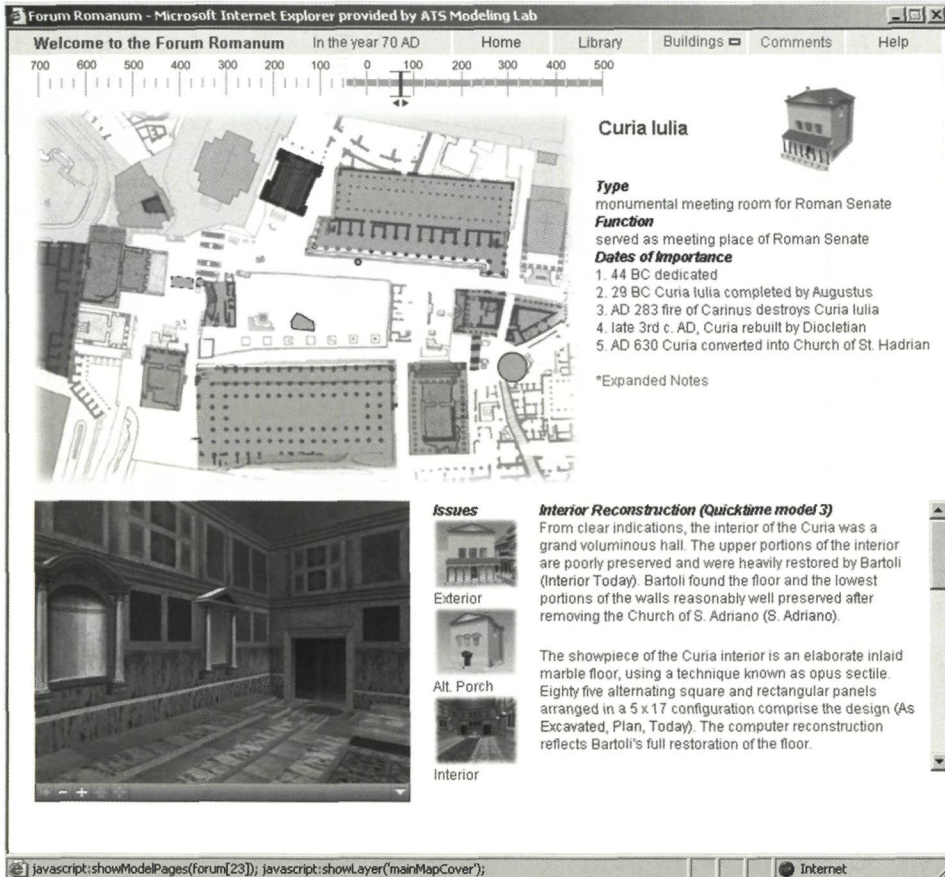 Forum Romanum - Microsoft Internet Explorer provided by ATS Modeling Lab
Welcome to the Forum Romanum In the year 70 AD Home Library Buildings Comments Help
700 600 500 400 300 200 100 0 100 200 300 400 500
Curia Iulia
Type
monumental meeting room for Roman Senate
Function
served as meeting place of Roman Senate
Dates of Importance
1. 44 BC dedicated
2. 29 BC Curia Iulia completed by Augustus
3. AD 283 fire of Carinus destroys Curia Iulia
4. late 3rd c. AD, Curia rebuilt by Diocletian
5. AD 630 Curia converted into Church of St. Hadrian
*Expanded Notes
Issues
Exterior
Alt. Porch
Interior
Interior Reconstruction (Quicktime model 3)
From clear indications, the interior of the Curia was a
grand voluminous hall. The upper portions of the interior
are poorly preserved and were heavily restored by Bartoli
(Interior Today). Bartoli found the floor and the lowest
portions of the walls reasonably well preserved after
removing the Church of S. Adriano (S. Adriano).
The showpiece of the Curia interior is an elaborate inlaid
marble floor, using a technique known as opus sectile.
Eighty five alternating square and rectangular panels
arranged in a 5 x 17 configuration comprise the design (As
Excavated, Plan, Today). The computer reconstruction
reflects Bartoli's full restoration of the floor.
javascript:showModelPages(forum[23]); javascript:showLayer('mainMapCover'); Internet